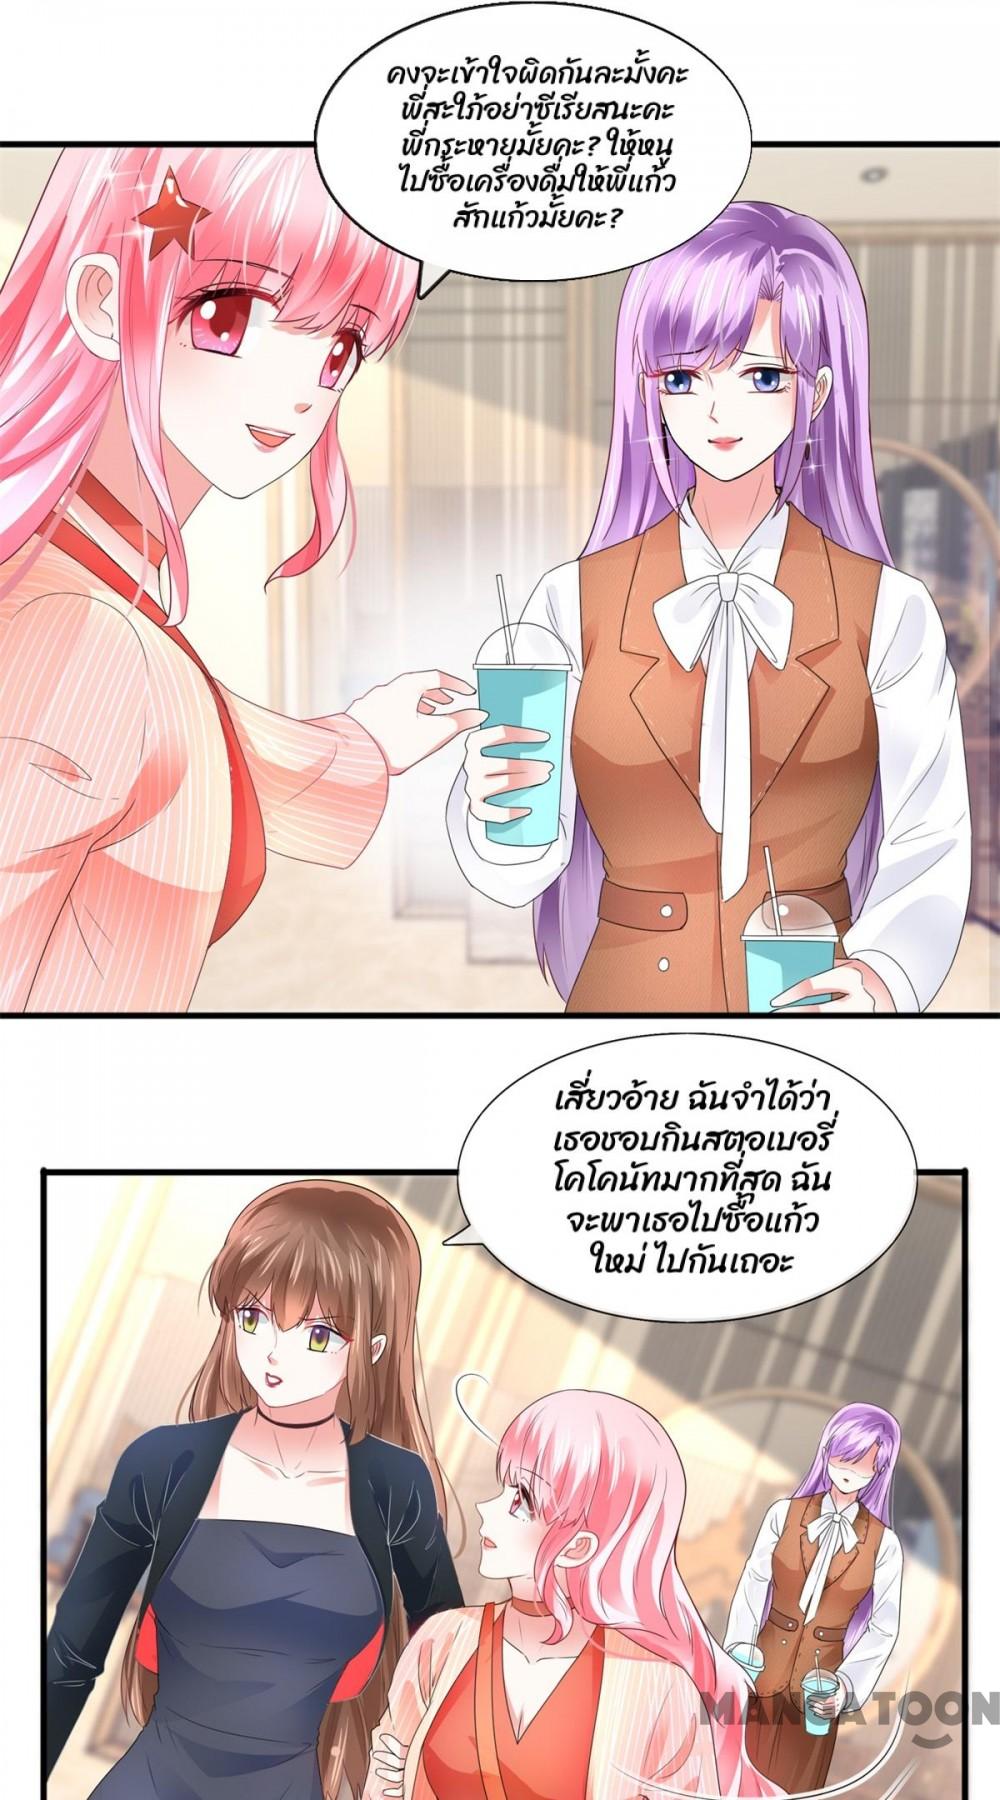 คงจะเข้าใจผิดกันละมั้งคะ
พี่สะใภ้อย่าซีเรียสนะคะ
พี่กระหายมั้ยคะ? ให้หนู
ไปซื้อเครื่องดื่มให้พี่แก้ว
สักแก้วมั้ยคะ?
เสี่ยวอ้าย ฉันจำได้ว่า
เธอชอบกินสตอเบอรี่
โคโคนัทมากที่สุด ฉัน
จะพาเธอไปซื้อแก้ว
ใหม่ ไปกันเถอะ
MANGATOON